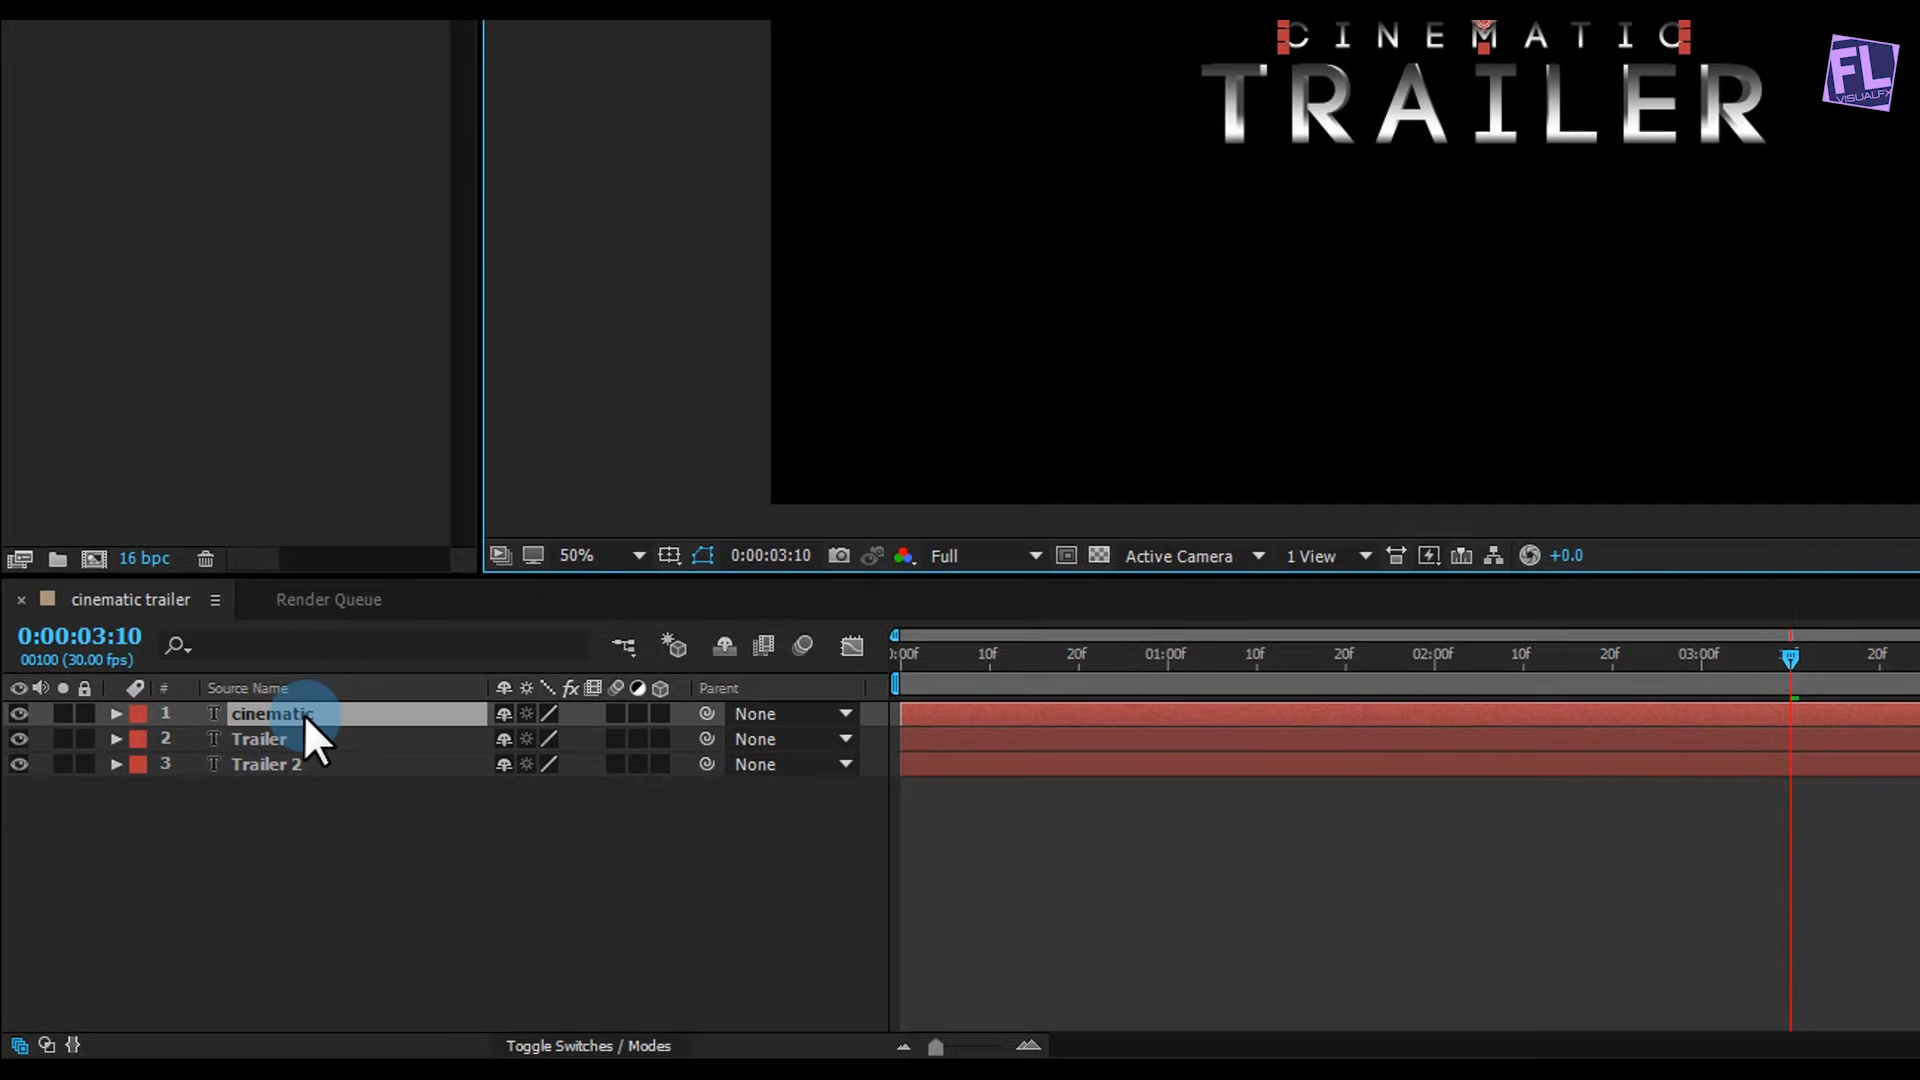 CINEMATIC
TRAILER
FL
VISUALFX
16 bpc
50%
0:00:03:10
Full
Active Camera
1 View
+0.0
cinematic trailer
Render Queue
0:00:03:10
00100 (30.00 fps)
:00f 10f 20f 01:00f 10f 20f 02:00f 10f 20f 03:00f 20f
# Source Name fx Parent
1 T cinematic None
2 T Trailer None
3 T Trailer 2 None
Toggle Switches / Modes